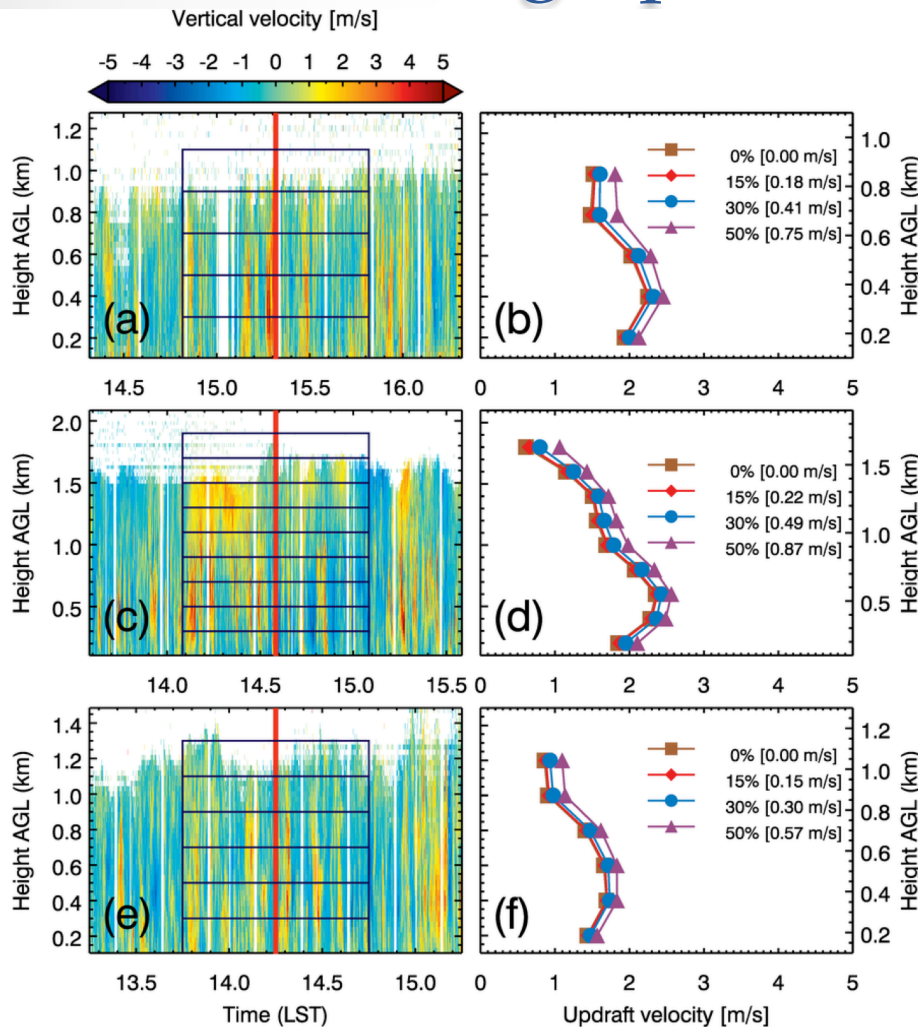 Vertical velocity [m/s]
-5 -4 -3 -2 -1 0 1 2 3 4 5
Height AGL (km)
1.2
1.0
0.8
0.6
0.4
0.2
(a)
14.5 15.0 15.5 16.0
0% [0.00 m/s]
15% [0.18 m/s]
30% [0.41 m/s]
50% [0.75 m/s]
(b)
1.0
0.8
0.6
0.4
0.2
Height AGL (km)
0 1 2 3 4 5
Height AGL (km)
2.0
1.5
1.0
0.5
(c)
14.0 14.5 15.0 15.5
0% [0.00 m/s]
15% [0.22 m/s]
30% [0.49 m/s]
50% [0.87 m/s]
(d)
1.5
1.0
0.5
Height AGL (km)
0 1 2 3 4 5
Height AGL (km)
1.4
1.2
1.0
0.8
0.6
0.4
0.2
(e)
13.5 14.0 14.5 15.0
Time (LST)
0% [0.00 m/s]
15% [0.15 m/s]
30% [0.30 m/s]
50% [0.57 m/s]
(f)
1.2
1.0
0.8
0.6
0.4
0.2
Height AGL (km)
0 1 2 3 4 5
Updraft velocity [m/s]